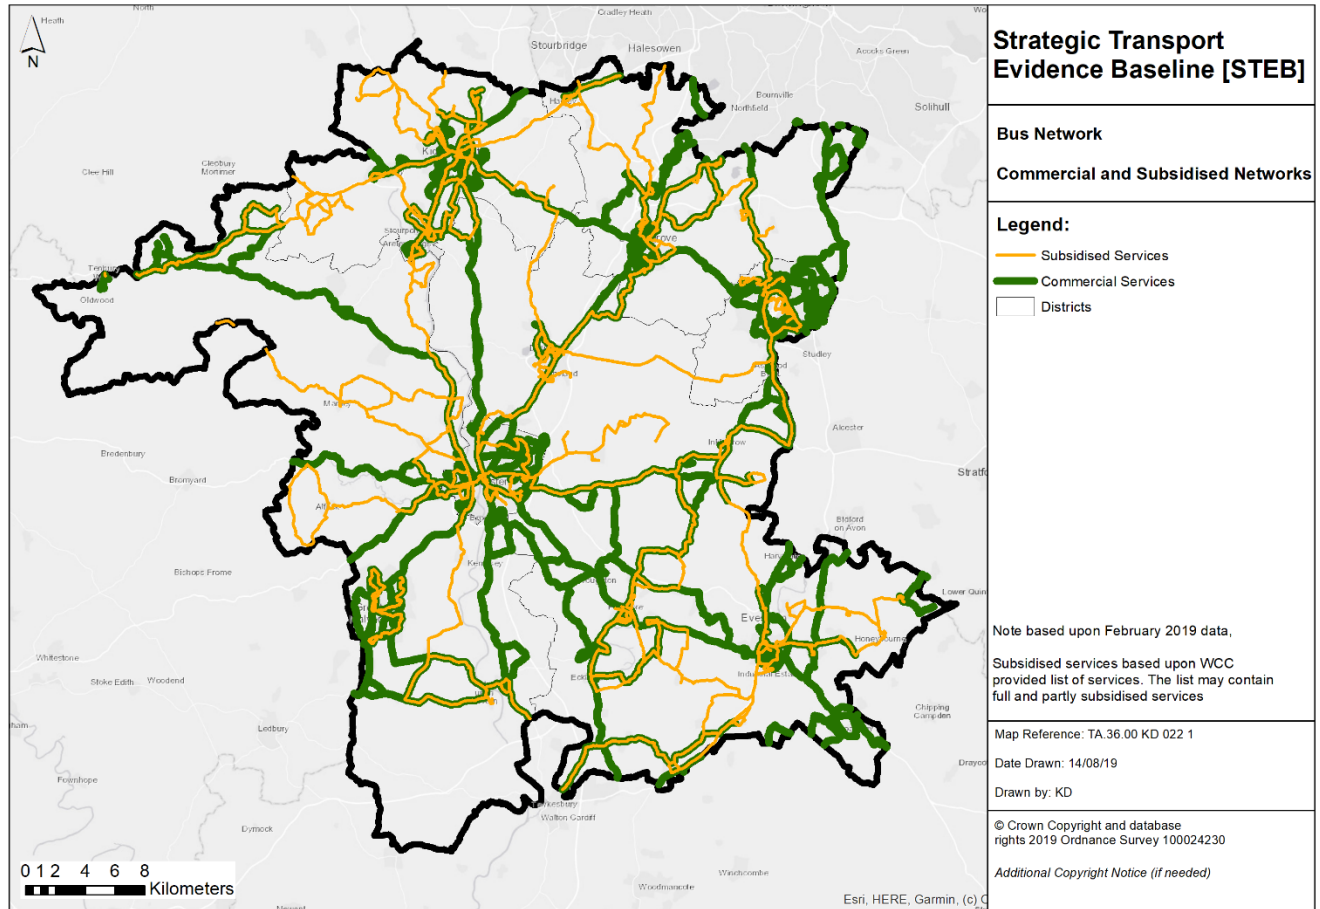 Heath
North
Cradley Heath
Stourbridge
Halesowen
Acocks Green
N
Bournville
Northfield
Solihull
Cleobury
Mortimer
Clee Hill
Oldwood
Studley
Alcester
Bredenbury
Bromyard
Bidford
on Avon
Bishops Frome
Lower Quin
Honeybourne
Whitestone
Stoke Edith
Woodend
Chipping
Campden
Ledbury
Fownhope
Dymock
Walton Cardiff
Winchcombe
Woodmancote
0 1 2 4 6 8
Kilometers
Esri, HERE, Garmin, (c)
Strategic Transport
Evidence Baseline [STEB]
Bus Network
Commercial and Subsidised Networks
Legend:
Subsidised Services
Commercial Services
Districts
Note based upon February 2019 data,
Subsidised services based upon WCC
provided list of services. The list may contain
full and partly subsidised services
Map Reference: TA.36.00 KD 022 1
Date Drawn: 14/08/19
Drawn by: KD
© Crown Copyright and database
rights 2019 Ordnance Survey 100024230
Additional Copyright Notice (if needed)